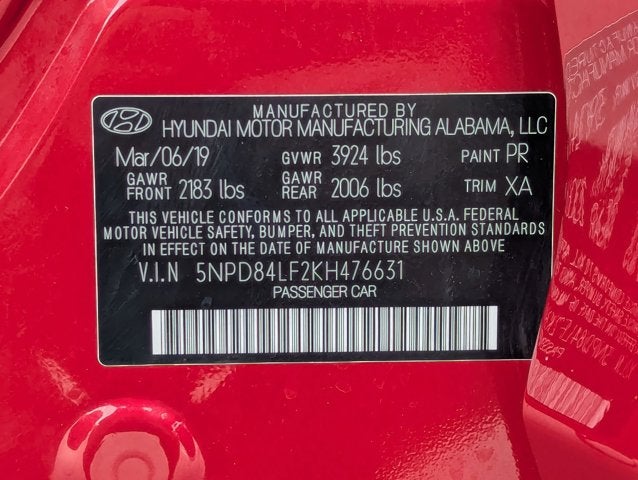 MANUFACTURED BY
HYUNDAI MOTOR MANUFACTURING ALABAMA, LLC
Mar/06/19 GVWR 3924 lbs PAINT PR
GAWR FRONT 2183 lbs GAWR REAR 2006 lbs TRIM XA
THIS VEHICLE CONFORMS TO ALL APPLICABLE U.S.A. FEDERAL
MOTOR VEHICLE SAFETY, BUMPER, AND THEFT PREVENTION STANDARDS
IN EFFECT ON THE DATE OF MANUFACTURE SHOWN ABOVE
V.I.N 5NPD84LF2KH476631
PASSENGER CAR